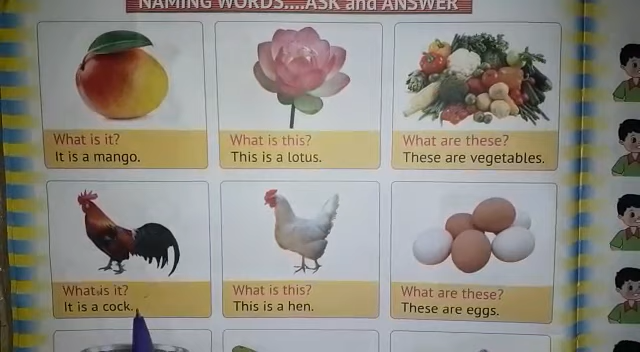 NAMING WORDS....ASK and ANSWER
What is it?
It is a mango.
What is this?
This is a lotus.
What are these?
These are vegetables.
What is it?
It is a cock.
What is this?
This is a hen.
What are these?
These are eggs.